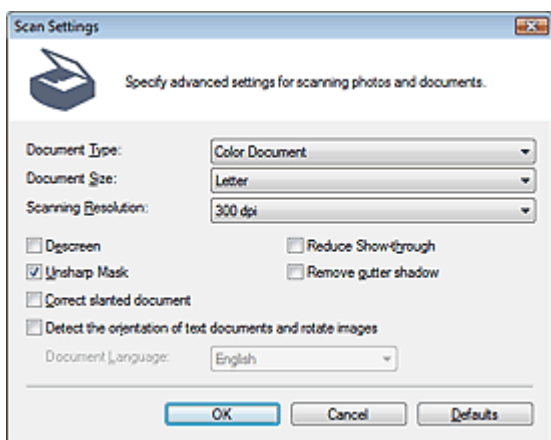 Scan Settings
Specify advanced settings for scanning photos and documents.
Document Type: Color Document
Document Size: Letter
Scanning Resolution: 300 dpi
Descreen Reduce Show-through
Unsharp Mask Remove gutter shadow
Correct slanted document
Detect the orientation of text documents and rotate images
Document Language: English
OK Cancel Defaults